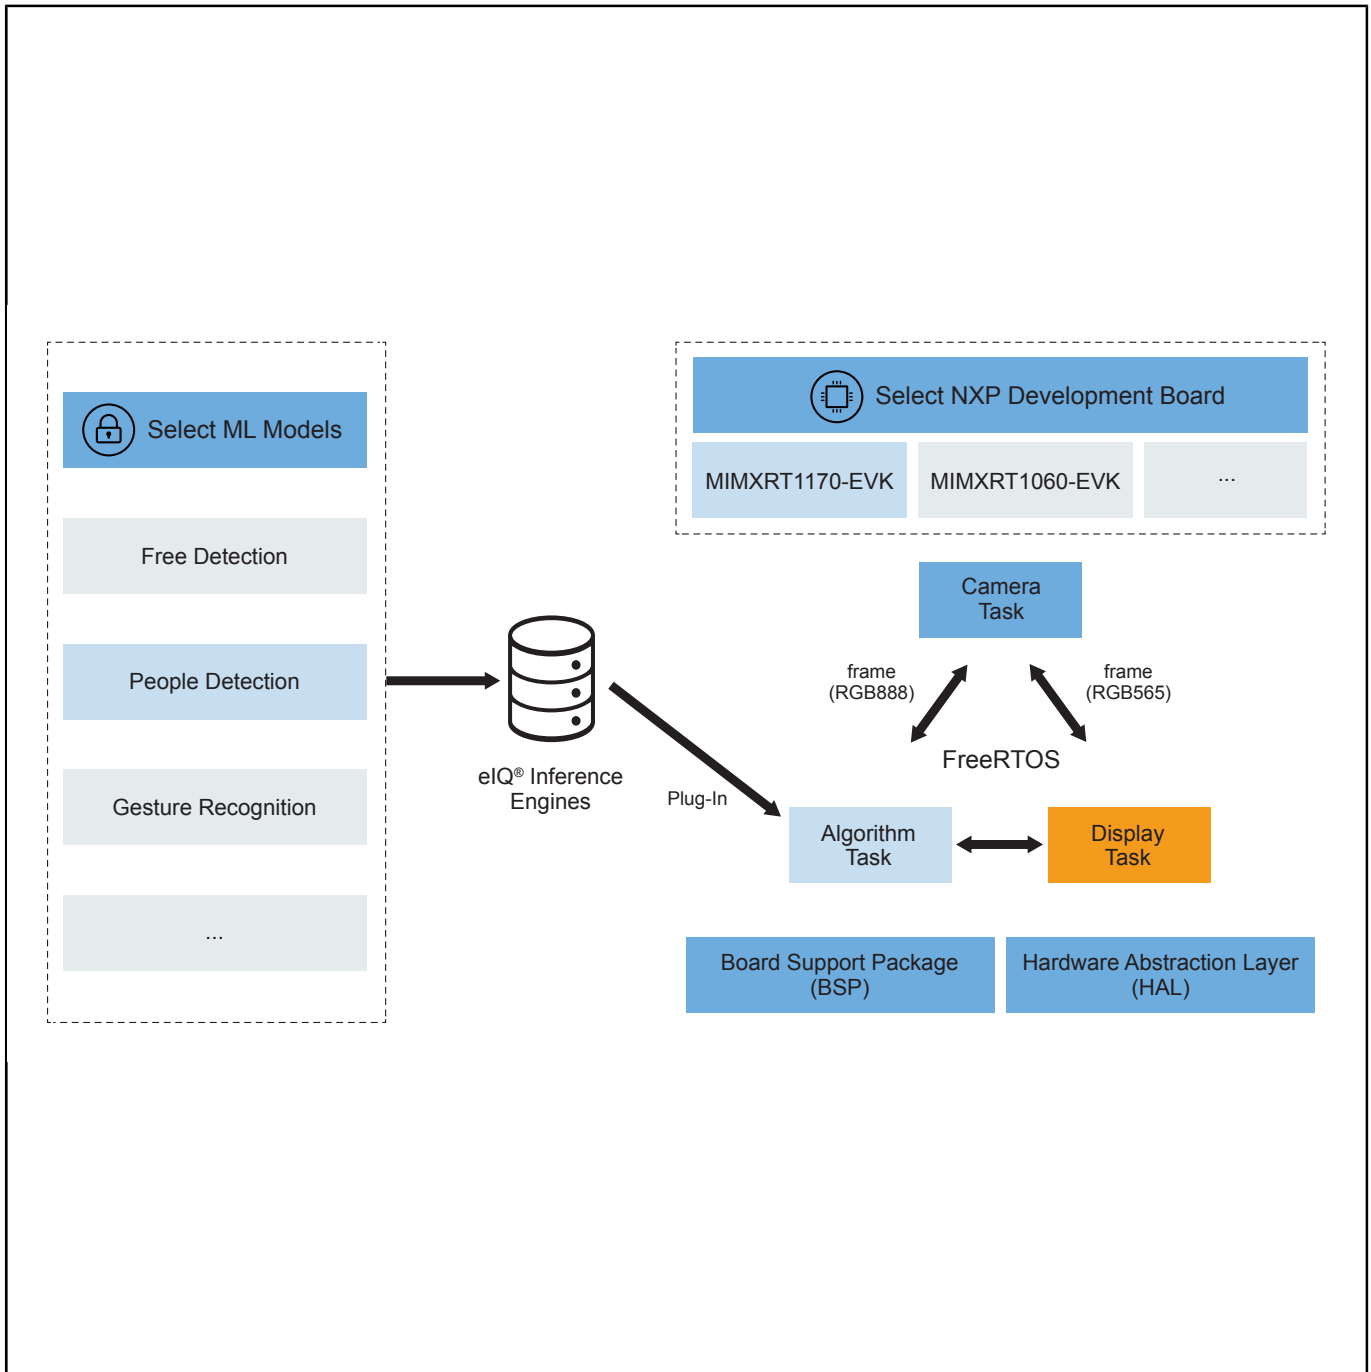 Select ML Models
Free Detection
People Detection
Gesture Recognition
...
eIQ® Inference
Engines
Plug-In
Select NXP Development Board
MIMXRT1170-EVK
MIMXRT1060-EVK
...
Camera
Task
frame
(RGB888)
frame
(RGB565)
FreeRTOS
Algorithm
Task
Display
Task
Board Support Package
(BSP)
Hardware Abstraction Layer
(HAL)